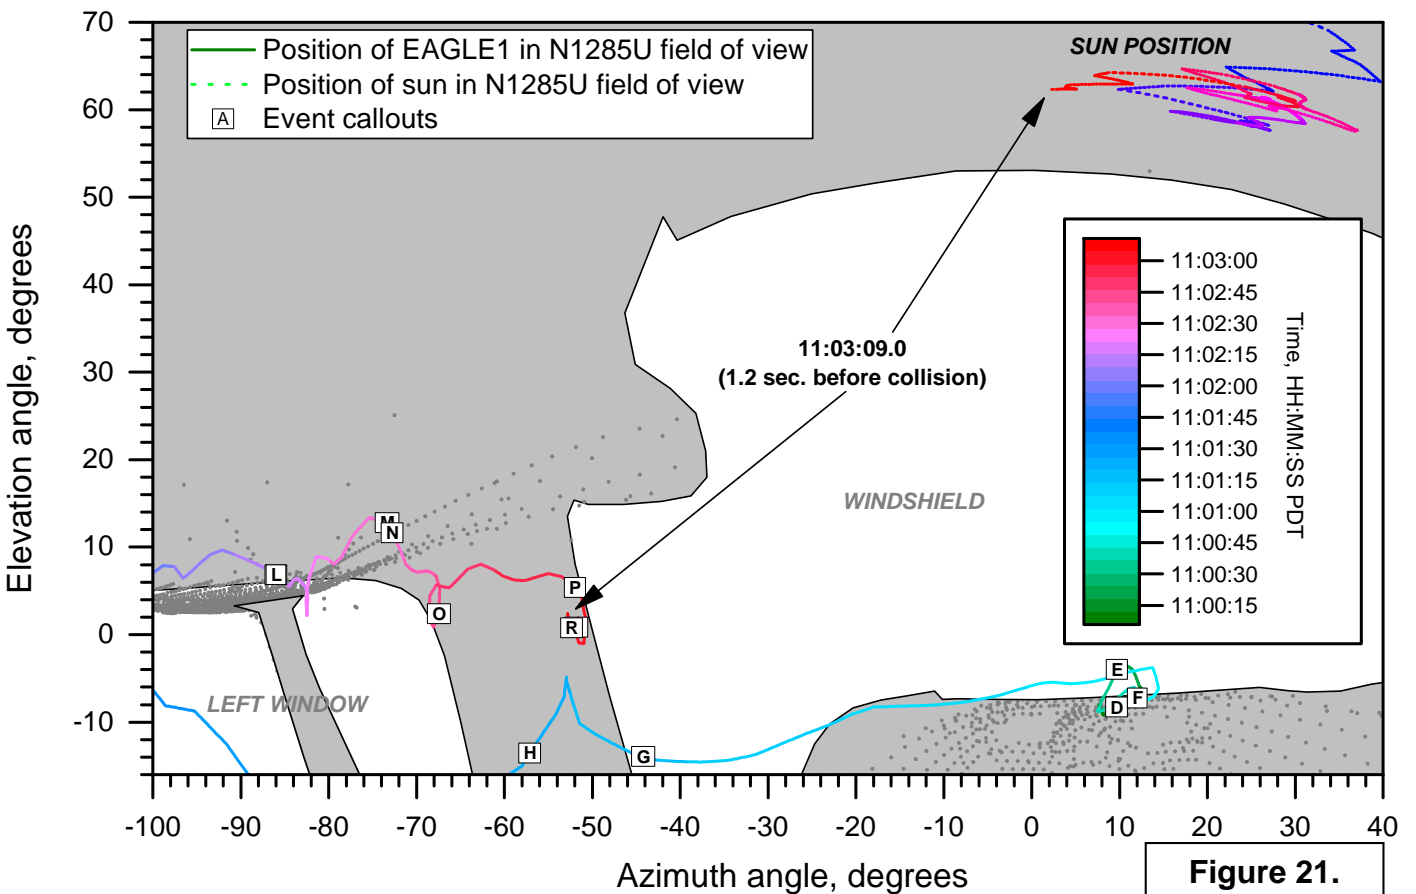 70
60
50
40
30
20
10
0
-10
Elevation angle, degrees
Position of EAGLE1 in N1285U field of view
Position of sun in N1285U field of view
A Event callouts
SUN POSITION
11:03:09.0
(1.2 sec. before collision)
WINDSHIELD
LEFT WINDOW
L
M
N
O
P
R
H
G
E
F
D
11:03:00
11:02:45
11:02:30
11:02:15
11:02:00
11:01:45
11:01:30
11:01:15
11:01:00
11:00:45
11:00:30
11:00:15
Time, HH:MM:SS PDT
-100 -90 -80 -70 -60 -50 -40 -30 -20 -10 0 10 20 30 40
Azimuth angle, degrees
Figure 21.